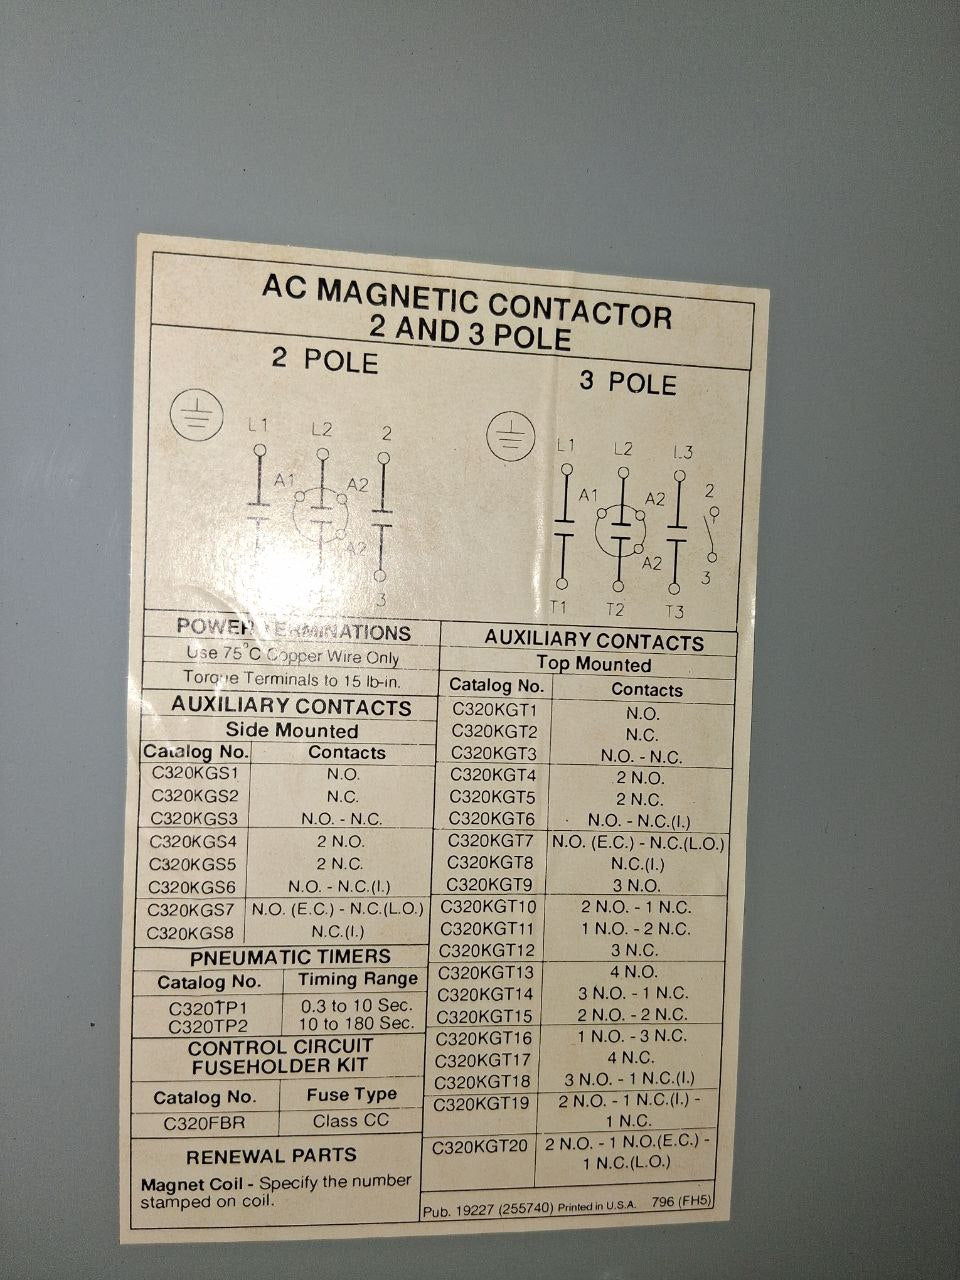 AC MAGNETIC CONTACTOR
2 AND 3 POLE
2 POLE
L1 L2 2
A1 A2
A2
3
3 POLE
L1 L2 L3
A1 A2 2
A2 3
T1 T2 T3
POWER TERMINATIONS
Use 75°C Copper Wire Only
Torque Terminals to 15 lb-in.
AUXILIARY CONTACTS
Side Mounted
Catalog No. Contacts
C320KGS1 N.O.
C320KGS2 N.C.
C320KGS3 N.O. - N.C.
C320KGS4 2 N.O.
C320KGS5 2 N.C.
C320KGS6 N.O. - N.C.(I.)
C320KGS7 N.O. (E.C.) - N.C.(L.O.)
C320KGS8 N.C.(I.)
PNEUMATIC TIMERS
Catalog No. Timing Range
C320TP1 0.3 to 10 Sec.
C320TP2 10 to 180 Sec.
CONTROL CIRCUIT
FUSEHOLDER KIT
Catalog No. Fuse Type
C320FBR Class CC
RENEWAL PARTS
Magnet Coil - Specify the number
stamped on coil.
AUXILIARY CONTACTS
Top Mounted
Catalog No. Contacts
C320KGT1 N.O.
C320KGT2 N.C.
C320KGT3 N.O. - N.C.
C320KGT4 2 N.O.
C320KGT5 2 N.C.
C320KGT6 N.O. - N.C.(I.)
C320KGT7 N.O. (E.C.) - N.C.(L.O.)
C320KGT8 N.C.(I.)
C320KGT9 3 N.O.
C320KGT10 2 N.O. - 1 N.C.
C320KGT11 1 N.O. - 2 N.C.
C320KGT12 3 N.C.
C320KGT13 4 N.O.
C320KGT14 3 N.O. - 1 N.C.
C320KGT15 2 N.O. - 2 N.C.
C320KGT16 1 N.O. - 3 N.C.
C320KGT17 4 N.C.
C320KGT18 3 N.O. - 1 N.C.(I.)
C320KGT19 2 N.O. - 1 N.C.(I.) -
1 N.C.
C320KGT20 2 N.O. - 1 N.O.(E.C.) -
1 N.C.(L.O.)
Pub. 19227 (255740) Printed in U.S.A. 796 (FH5)